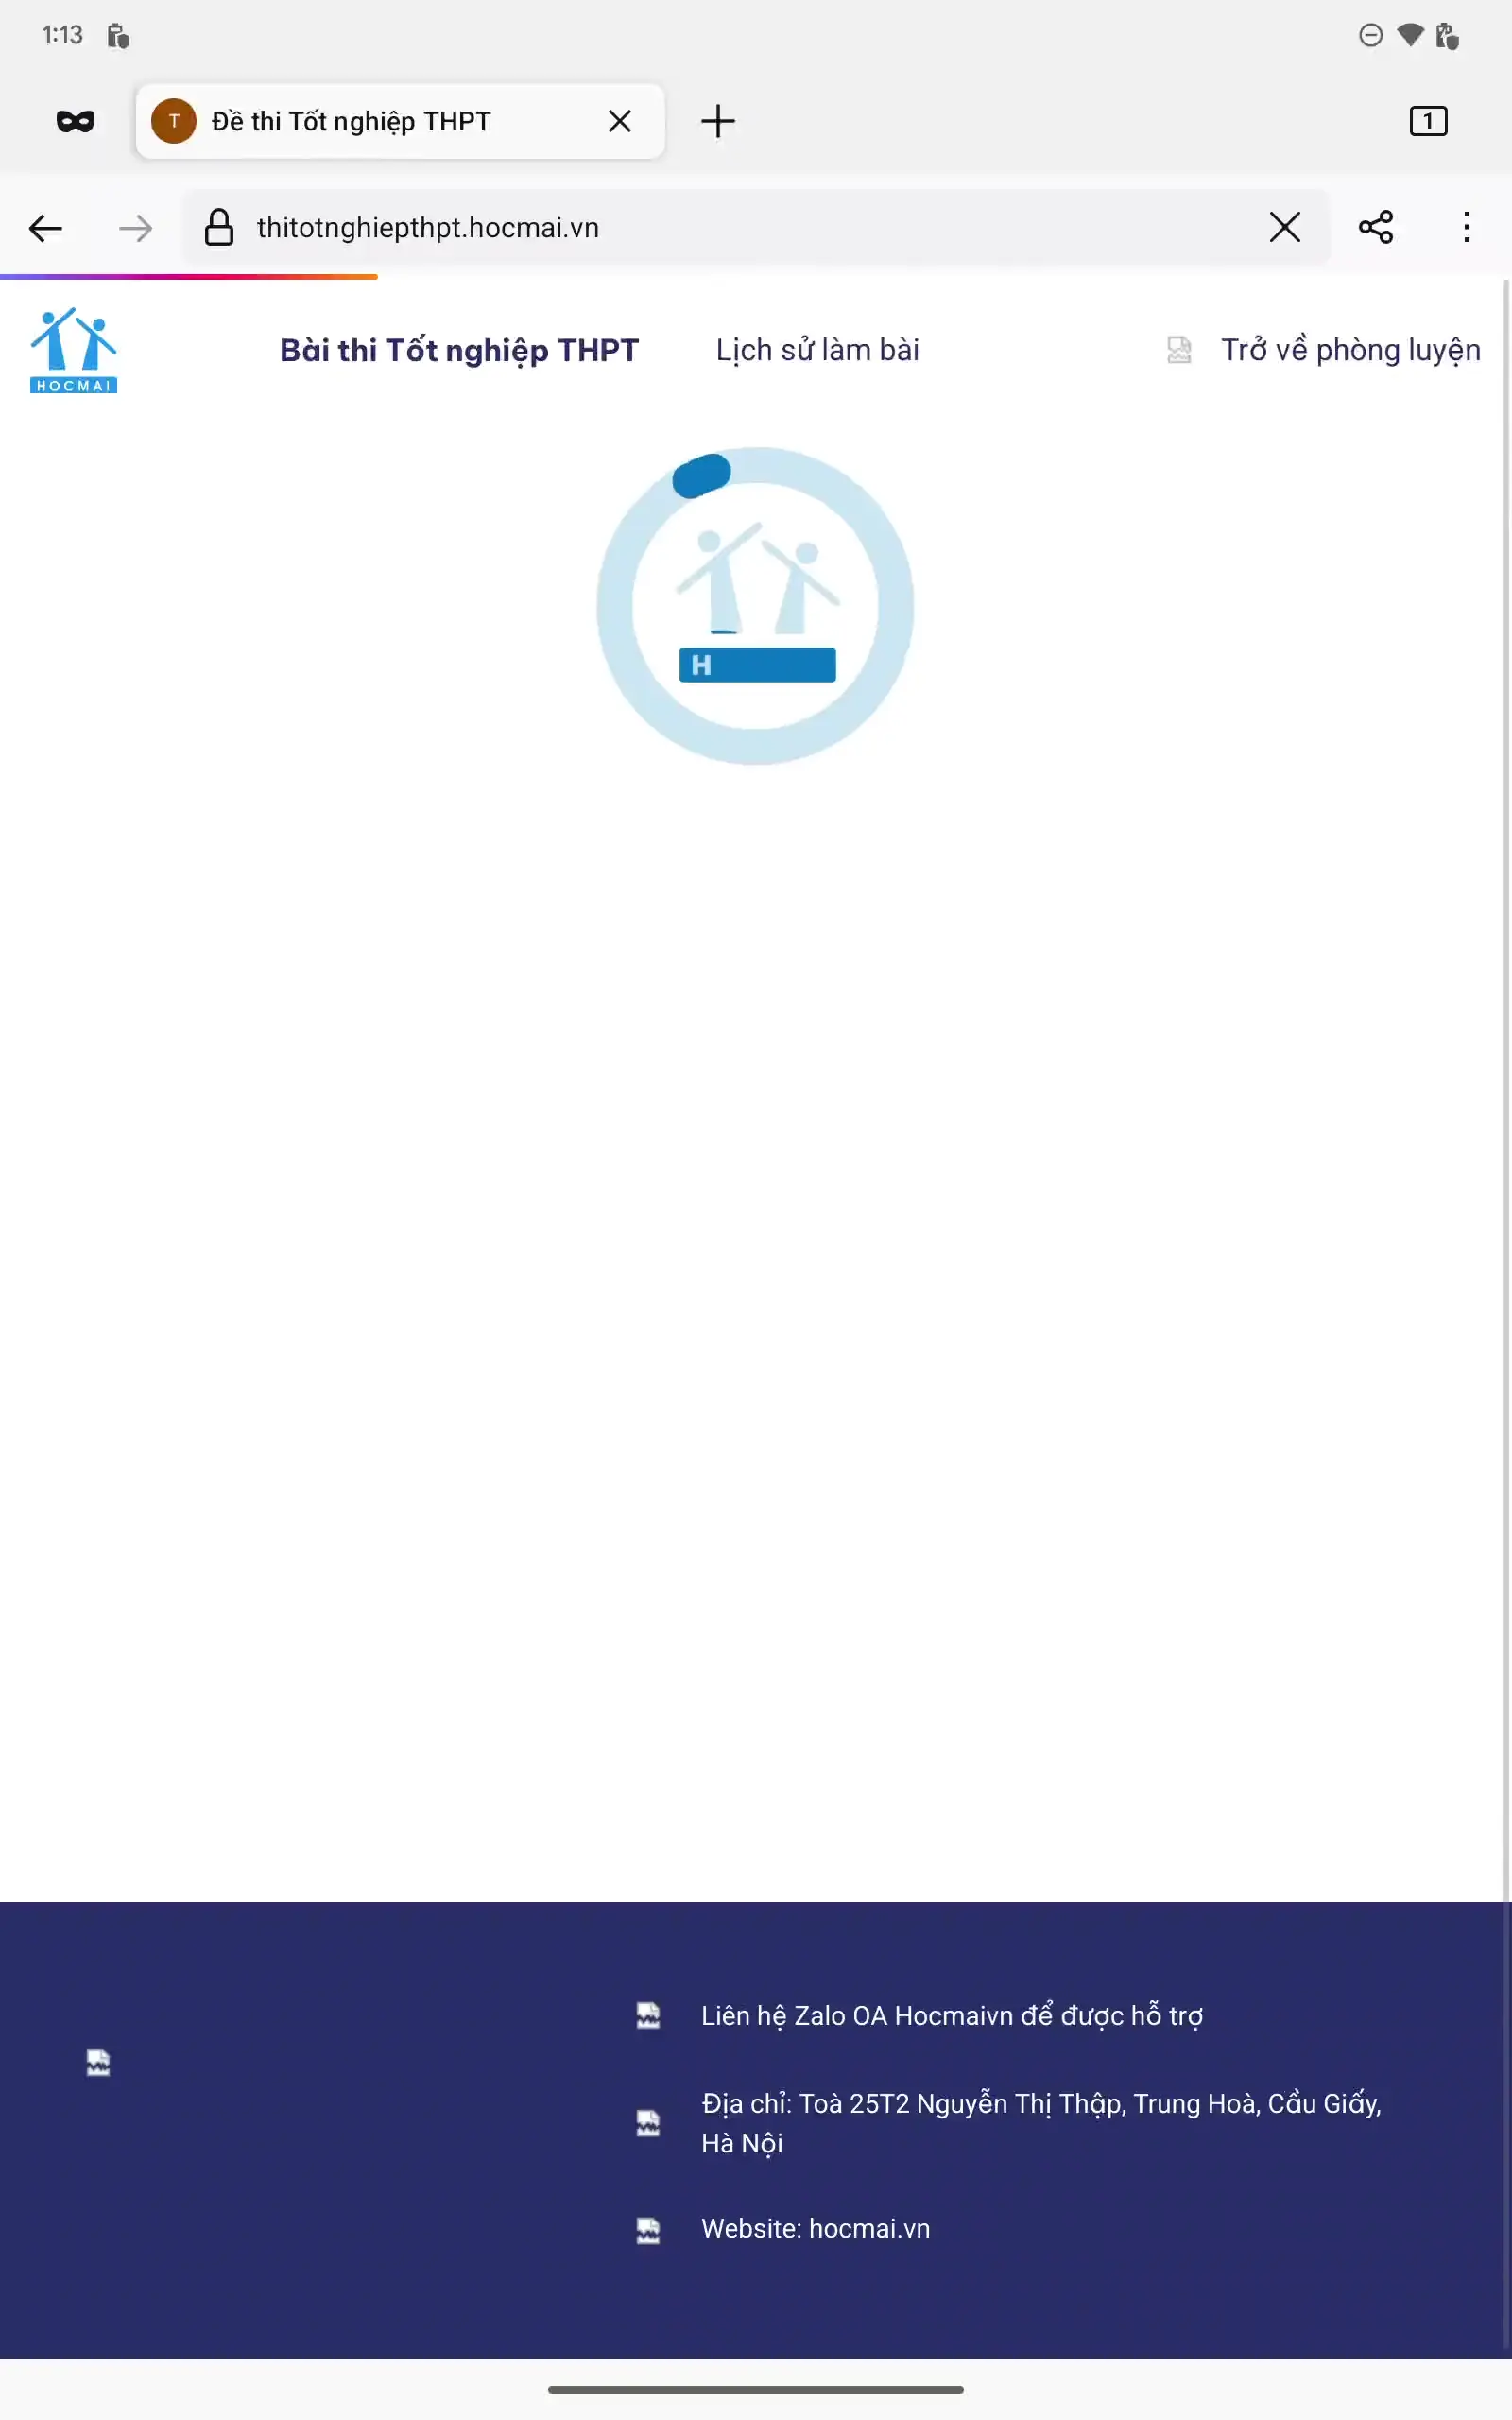 1:13
T
Đề thi Tốt nghiệp THPT
1
thitotnghiepthpt.hocmai.vn
HOCMAI
Bài thi Tốt nghiệp THPT
Lịch sử làm bài
Trở về phòng luyện
H
Liên hệ Zalo OA Hocmaivn để được hỗ trợ
Địa chỉ: Toà 25T2 Nguyễn Thị Thập, Trung Hoà, Cầu Giấy,
Hà Nội
Website: hocmai.vn